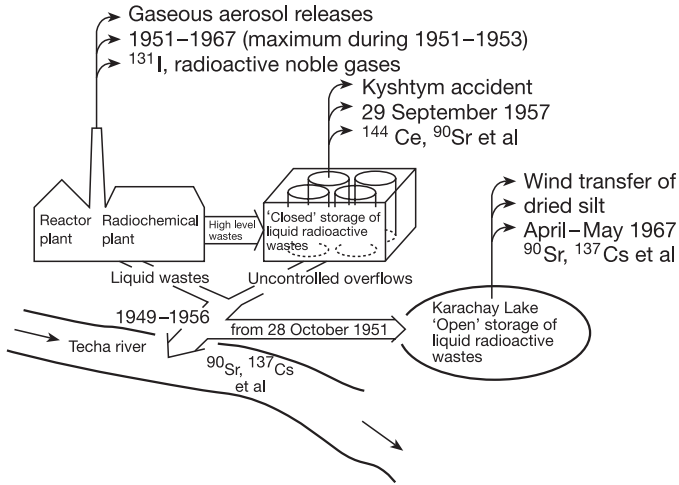 Gaseous aerosol releases
1951–1967 (maximum during 1951–1953)
¹³¹I, radioactive noble gases
Kyshtym accident
29 September 1957
¹⁴⁴ Ce, ⁹⁰Sr et al
Wind transfer of
dried silt
April–May 1967
⁹⁰Sr, ¹³⁷Cs et al
Reactor
plant
Radiochemical
plant
High level
wastes
'Closed' storage of
liquid radioactive
wastes
Liquid wastes
Uncontrolled overflows
1949–1956
from 28 October 1951
Karachay Lake
'Open' storage of
liquid radioactive
wastes
Techa river
⁹⁰Sr, ¹³⁷Cs
et al